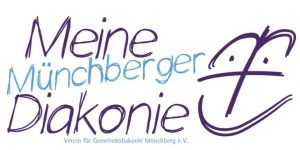 Meine
Münchberger
Diakonie
Verein für Gemeindediakonie Münchberg e.V.